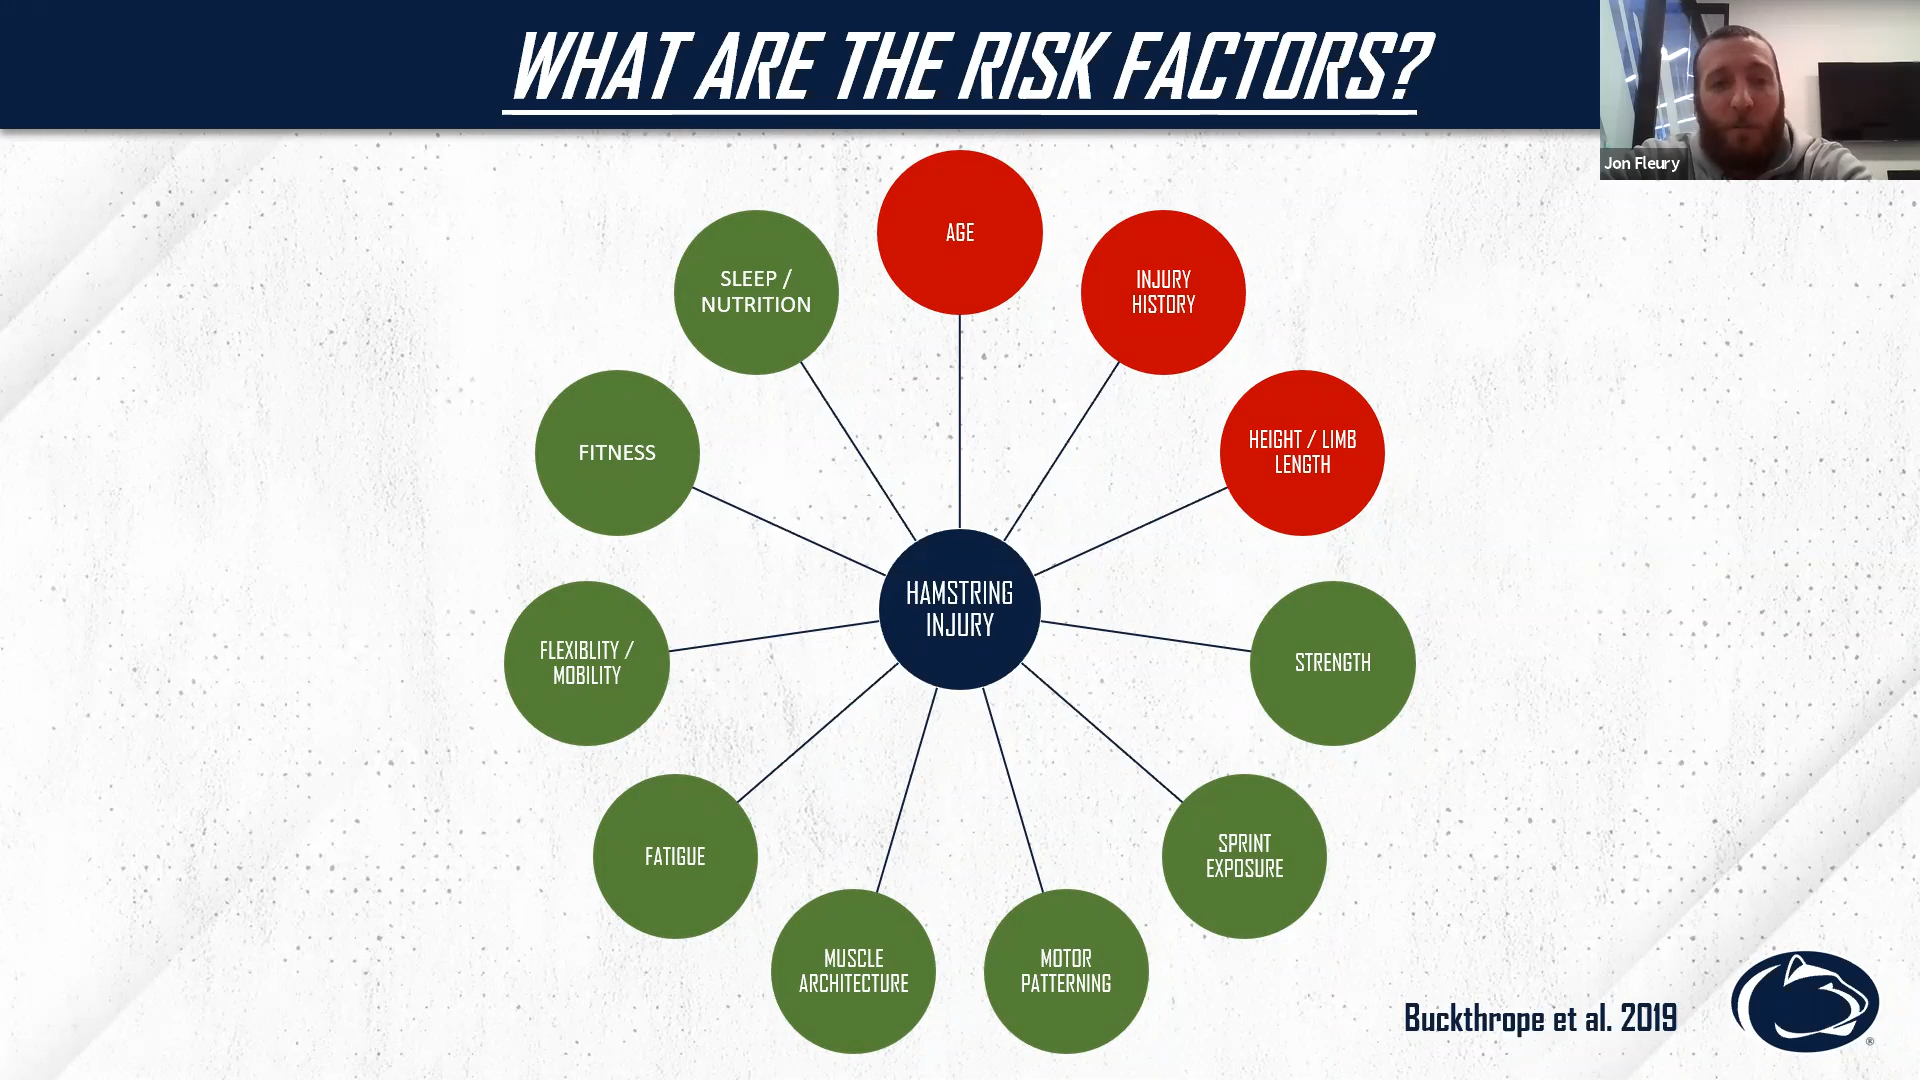 WHAT ARE THE RISK FACTORS?
Jon Fleury
AGE
INJURY
HISTORY
HEIGHT / LIMB
LENGTH
STRENGTH
SPRINT
EXPOSURE
MOTOR
PATTERNING
MUSCLE
ARCHITECTURE
FATIGUE
FLEXIBLITY /
MOBILITY
FITNESS
SLEEP /
NUTRITION
HAMSTRING
INJURY
Buckthrope et al. 2019
®